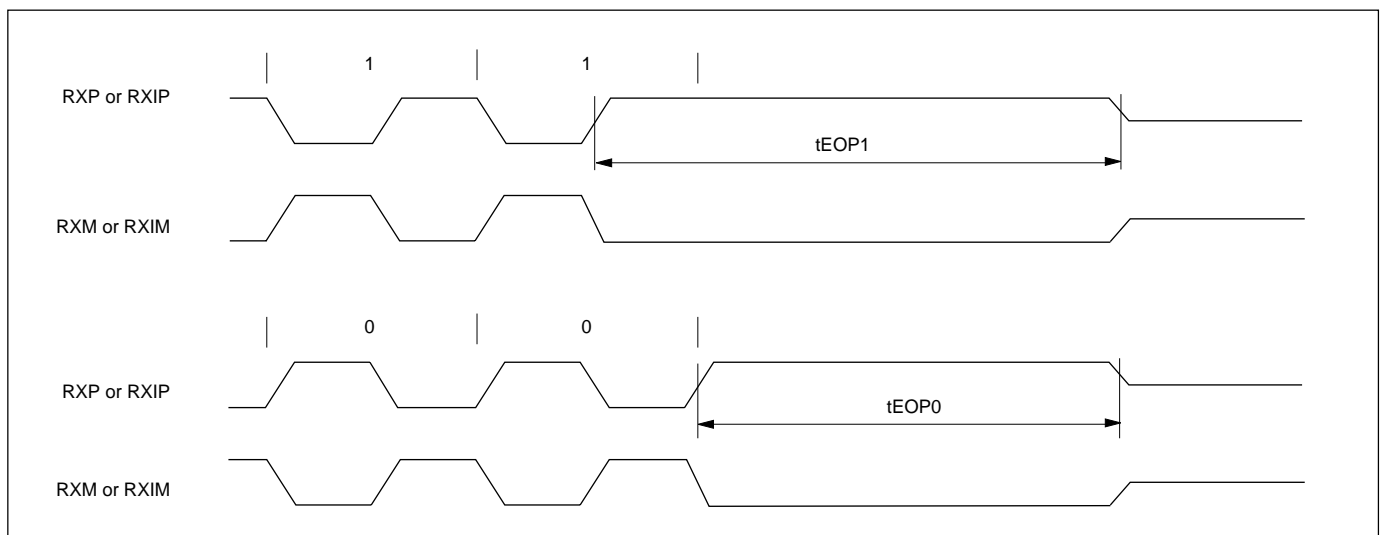 1 1
RXP or RXIP
tEOP1
RXM or RXIM
0 0
RXP or RXIP
tEOP0
RXM or RXIM